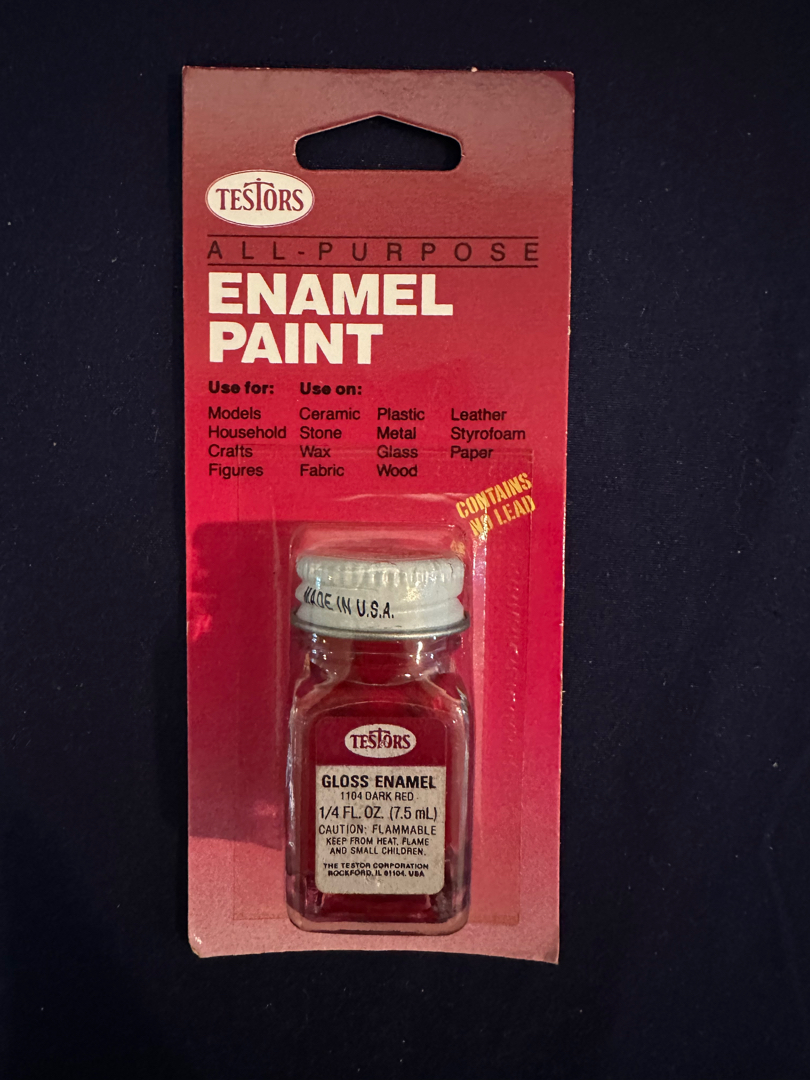 TESTORS
ALL-PURPOSE
ENAMEL
PAINT
Use for:
Models
Household
Crafts
Figures
Use on:
Ceramic Plastic Leather
Stone Metal Styrofoam
Wax Glass Paper
Fabric Wood
CONTAINS
NO LEAD
MADE IN U.S.A.
TESTORS
GLOSS ENAMEL
1104 DARK RED
1/4 FL. OZ. (7.5 mL)
CAUTION: FLAMMABLE
KEEP FROM HEAT, FLAME
AND SMALL CHILDREN.
THE TESTOR CORPORATION
ROCKFORD, IL 61104, USA